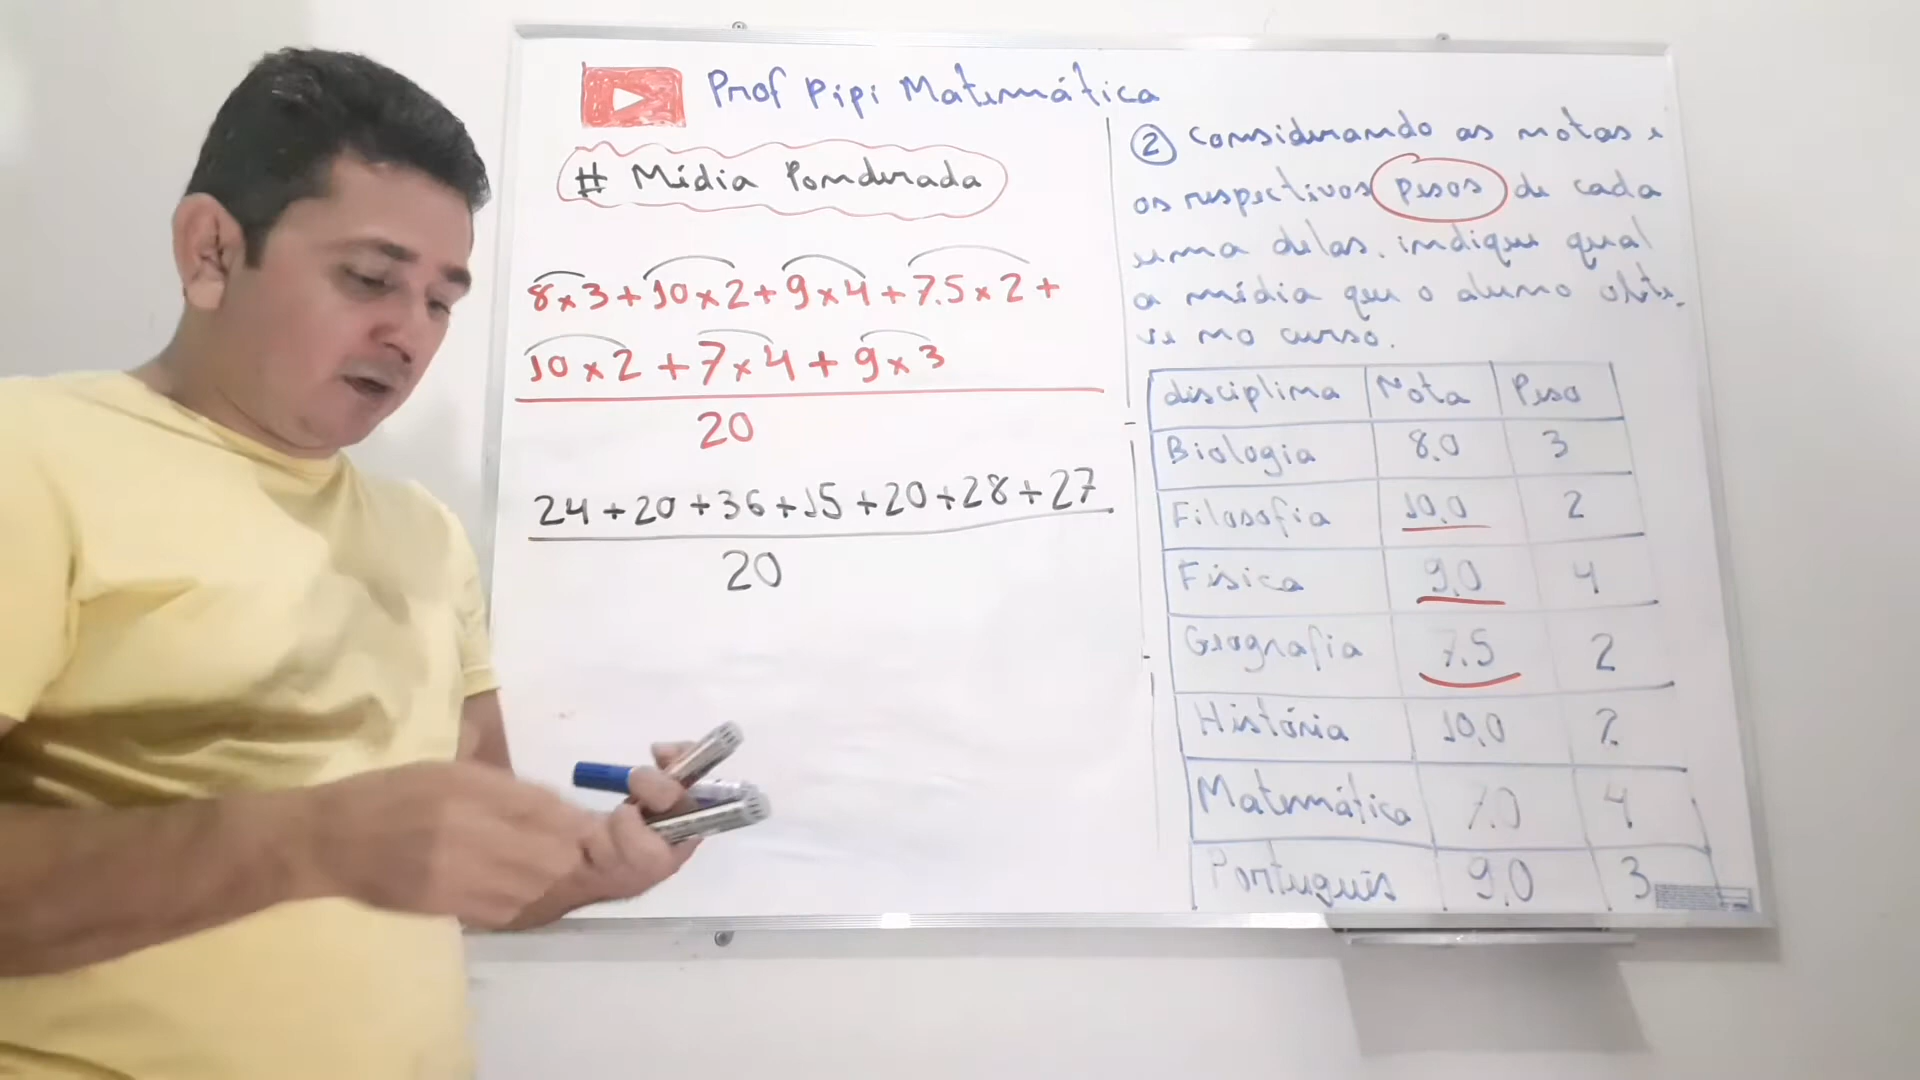 Prof Pipi Matemática
# Média Ponderada
8x3+10x2+9x4+7.5x2+
10x2+7x4+9x3
20
24+20+36+15+20+28+27
20
② Considerando as notas e
os respectivos pesos de cada
uma delas. indique qual
a média que o aluno obte-
ve no curso.
disciplina Nota Peso
Biologia 8.0 3
Filosofia 10.0 2
Física 9.0 4
Geografia 7.5 2
História 10.0 2
Matemática 7.0 4
Português 9.0 3